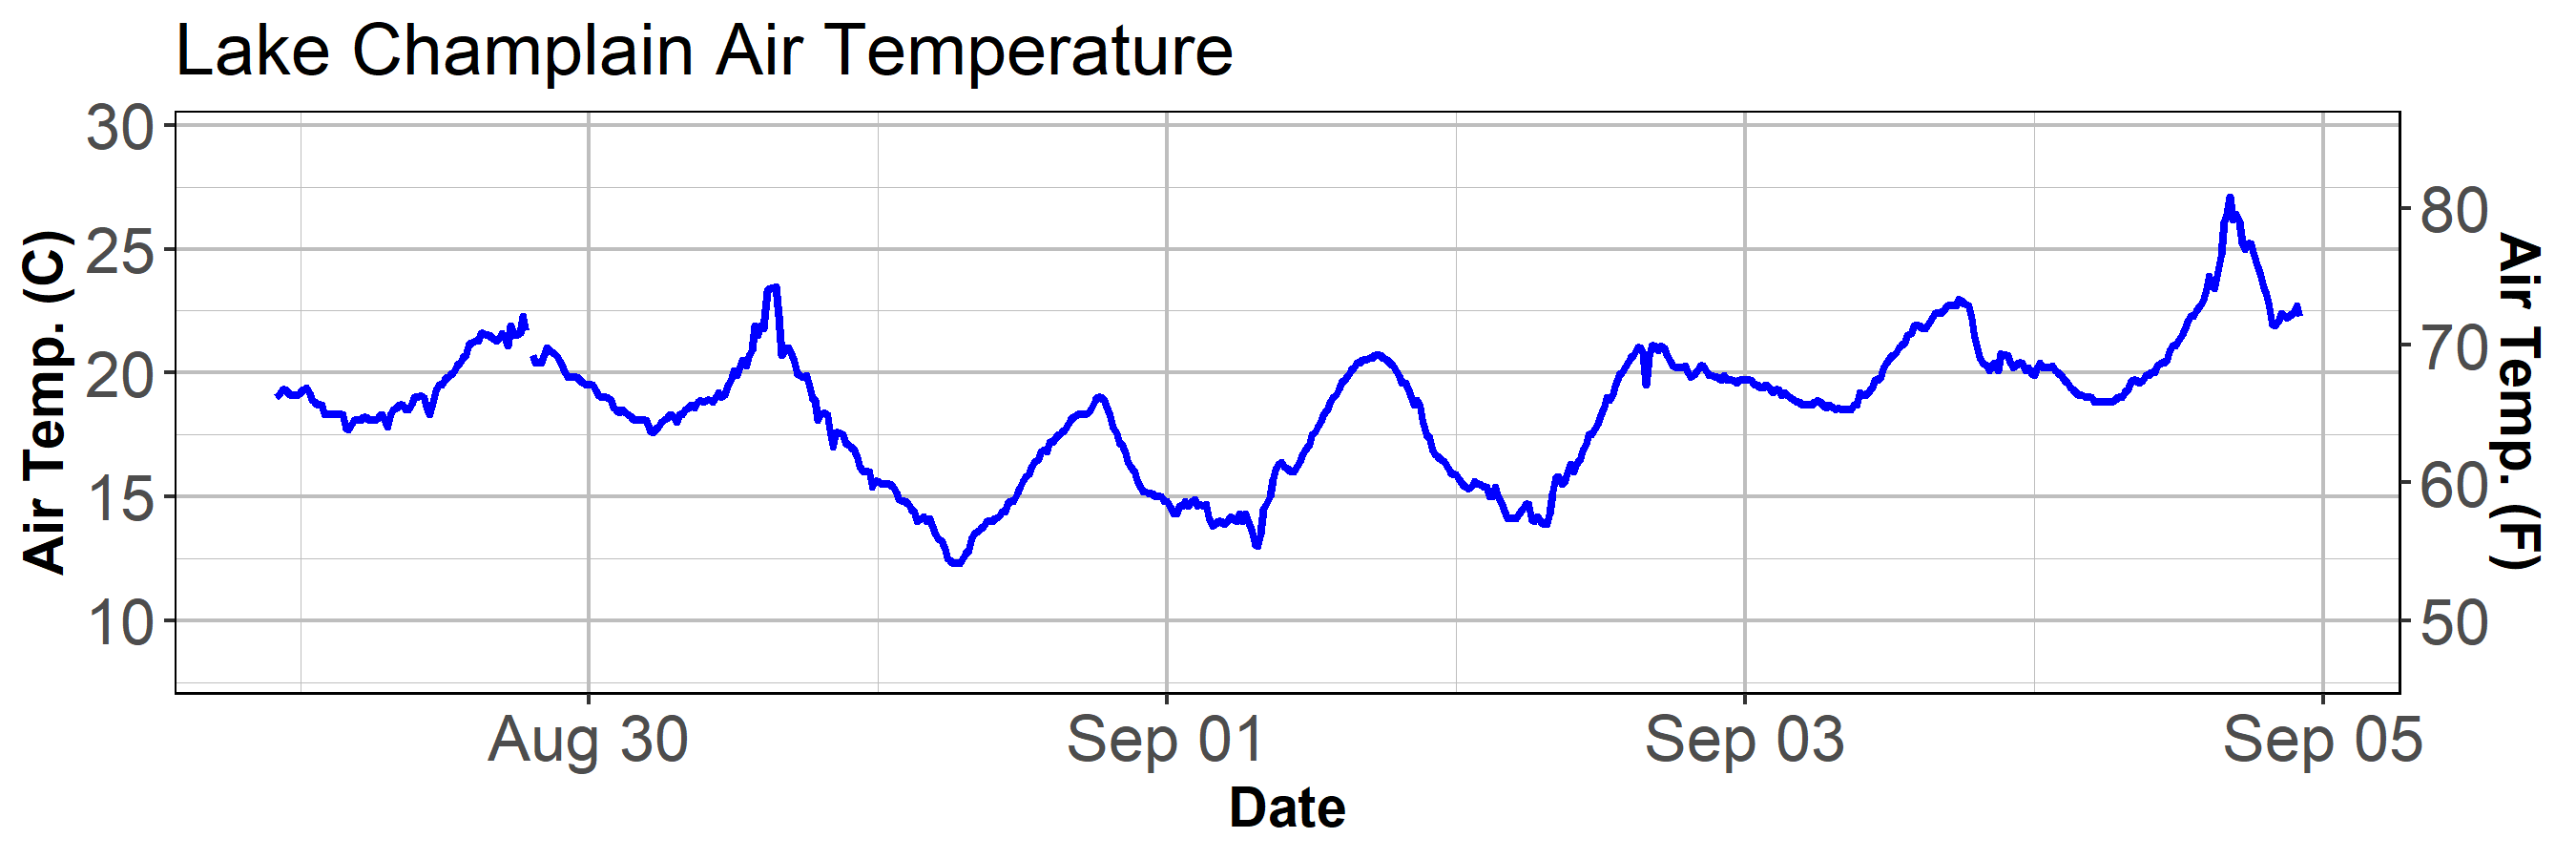 Lake Champlain Air Temperature
30
25
20
15
10
Air Temp. (C)
80
70
60
50
Air Temp. (F)
Aug 30 Sep 01 Sep 03 Sep 05
Date